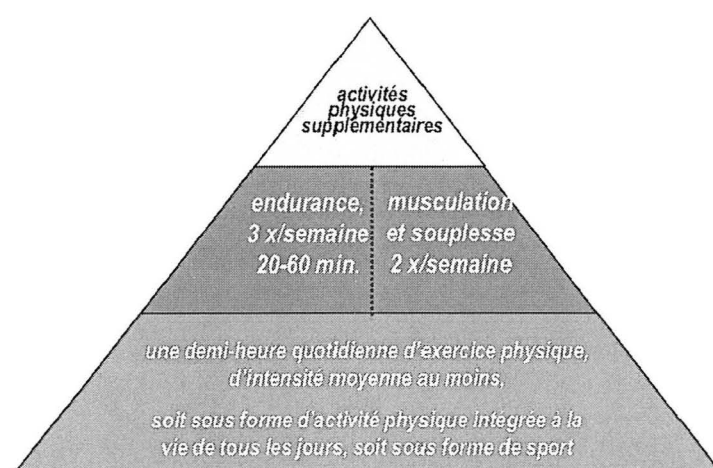 activités
physiques
supplémentaires
endurance,
3 x/semaine
20-60 min.
musculation
et souplesse
2 x/semaine
une demi-heure quotidienne d'exercice physique,
d'intensité moyenne au moins,
soit sous forme d'activité physique intégrée à la
vie de tous les jours, soit sous forme de sport